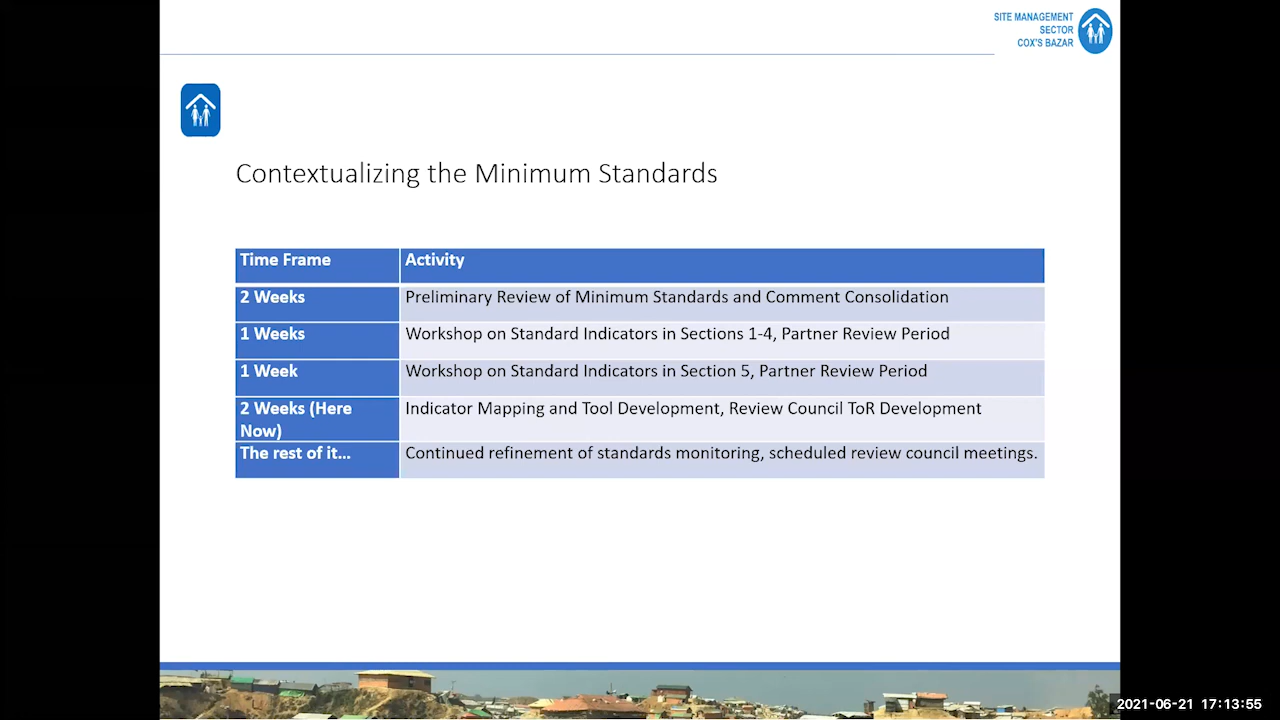 SITE MANAGEMENT
SECTOR
COX'S BAZAR
Contextualizing the Minimum Standards
Time Frame Activity
2 Weeks Preliminary Review of Minimum Standards and Comment Consolidation
1 Weeks Workshop on Standard Indicators in Sections 1-4, Partner Review Period
1 Week Workshop on Standard Indicators in Section 5, Partner Review Period
2 Weeks (Here Indicator Mapping and Tool Development, Review Council ToR Development
Now)
The rest of it... Continued refinement of standards monitoring, scheduled review council meetings.
2021-06-21 17:13:55